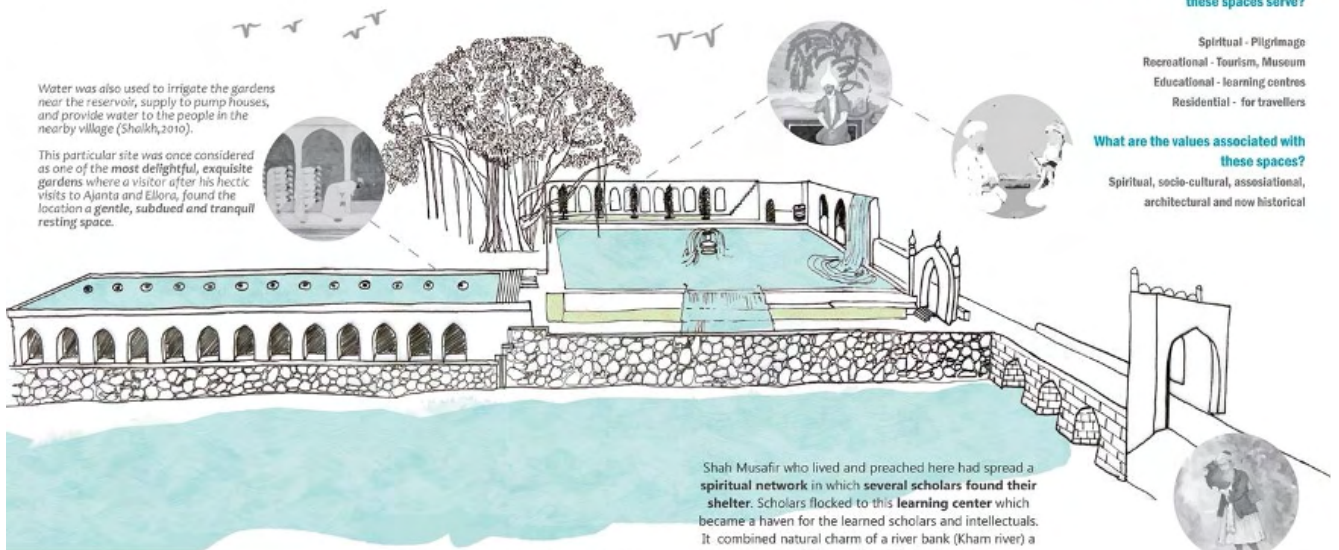 Water was also used to irrigate the gardens
near the reservoir, supply to pump houses,
and provide water to the people in the
nearby village (Shaikh,2010).
This particular site was once considered
as one of the most delightful, exquisite
gardens where a visitor after his hectic
visits to Ajanta and Ellora, found the
location a gentle, subdued and tranquil
resting space.
these spaces serve?
Spiritual - Pilgrimage
Recreational - Tourism, Museum
Educational - learning centres
Residential - for travellers
What are the values associated with
these spaces?
Spiritual, socio-cultural, assosiational,
architectural and now historical
Shah Musafir who lived and preached here had spread a
spiritual network in which several scholars found their
shelter. Scholars flocked to this learning center which
became a haven for the learned scholars and intellectuals.
It combined natural charm of a river bank (Kham river) a